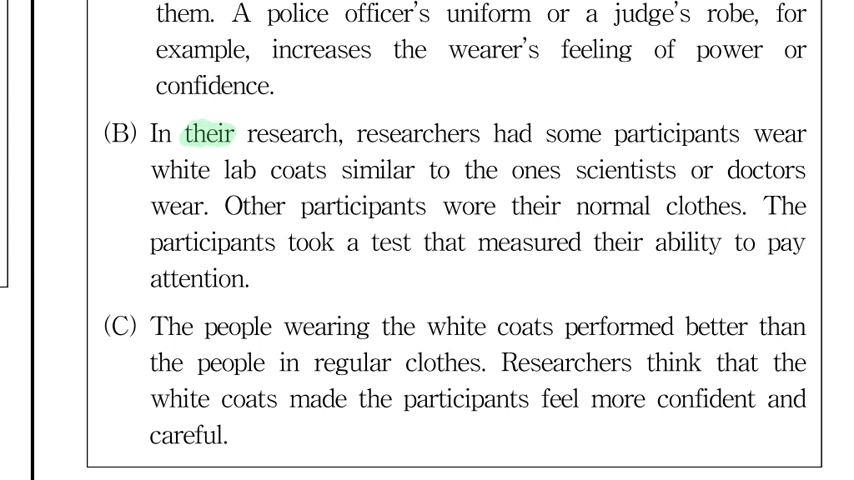 them. A police officer's uniform or a judge's robe, for
example, increases the wearer's feeling of power or
confidence.
(B) In their research, researchers had some participants wear
white lab coats similar to the ones scientists or doctors
wear. Other participants wore their normal clothes. The
participants took a test that measured their ability to pay
attention.
(C) The people wearing the white coats performed better than
the people in regular clothes. Researchers think that the
white coats made the participants feel more confident and
careful.